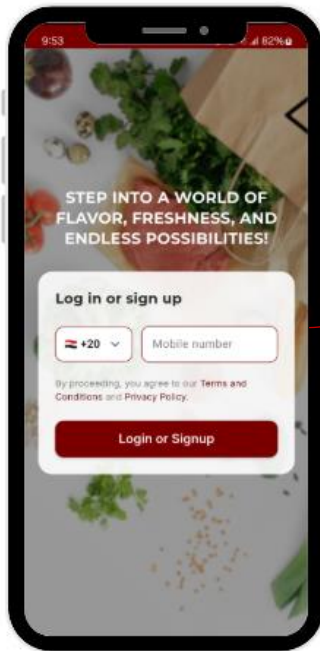 9:53
82%
STEP INTO A WORLD OF
FLAVOR, FRESHNESS, AND
ENDLESS POSSIBILITIES!
Log in or sign up
+20
Mobile number
By proceeding, you agree to our Terms and
Conditions and Privacy Policy.
Login or Signup